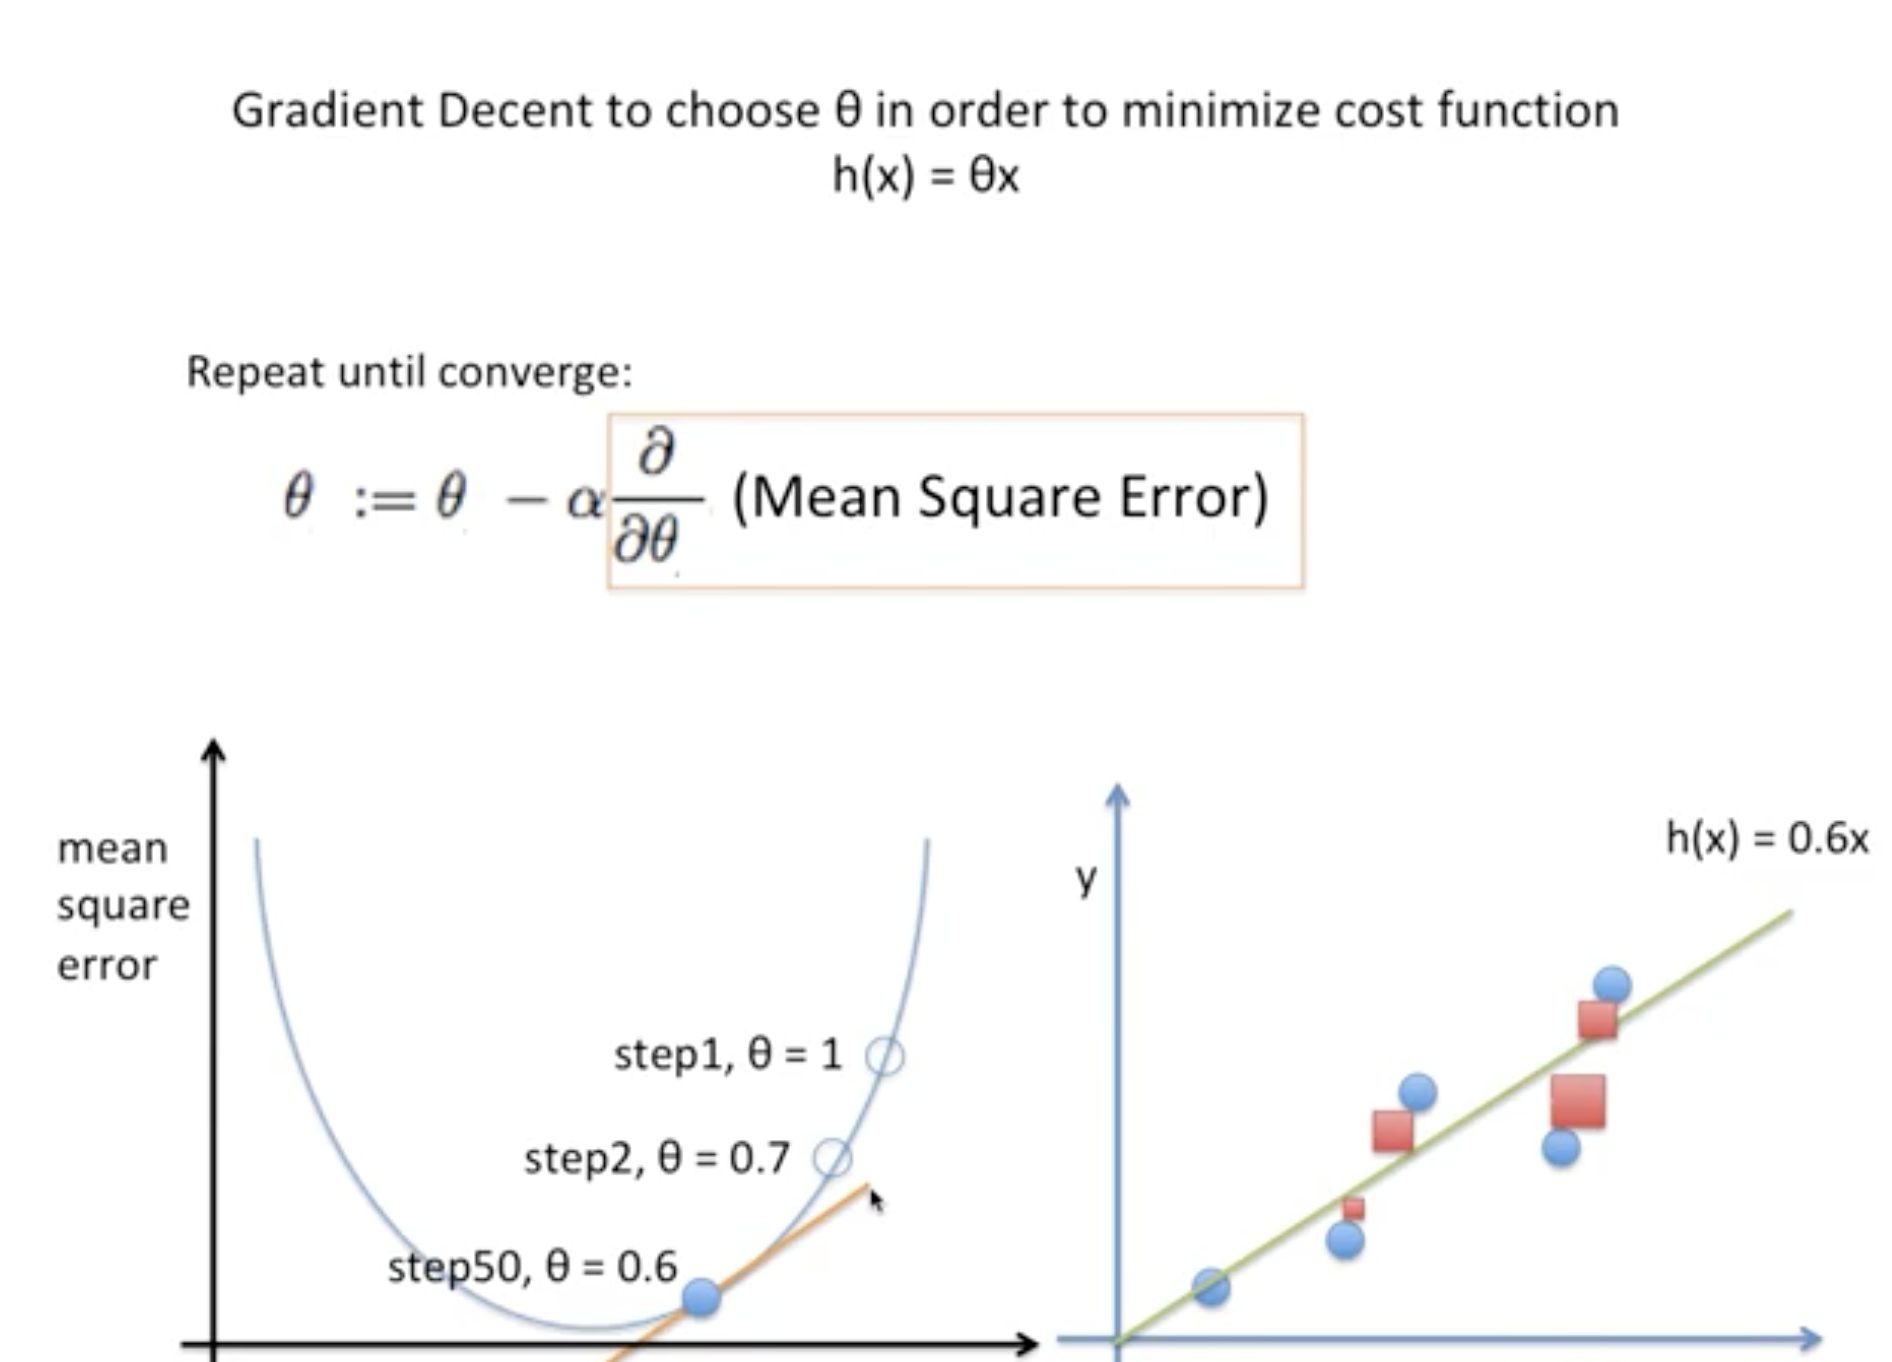 Gradient Decent to choose θ in order to minimize cost function
h(x) = θx
Repeat until converge:
θ := θ − α ∂/∂θ (Mean Square Error)
mean
square
error
step1, θ = 1
step2, θ = 0.7
step50, θ = 0.6
y
h(x) = 0.6x